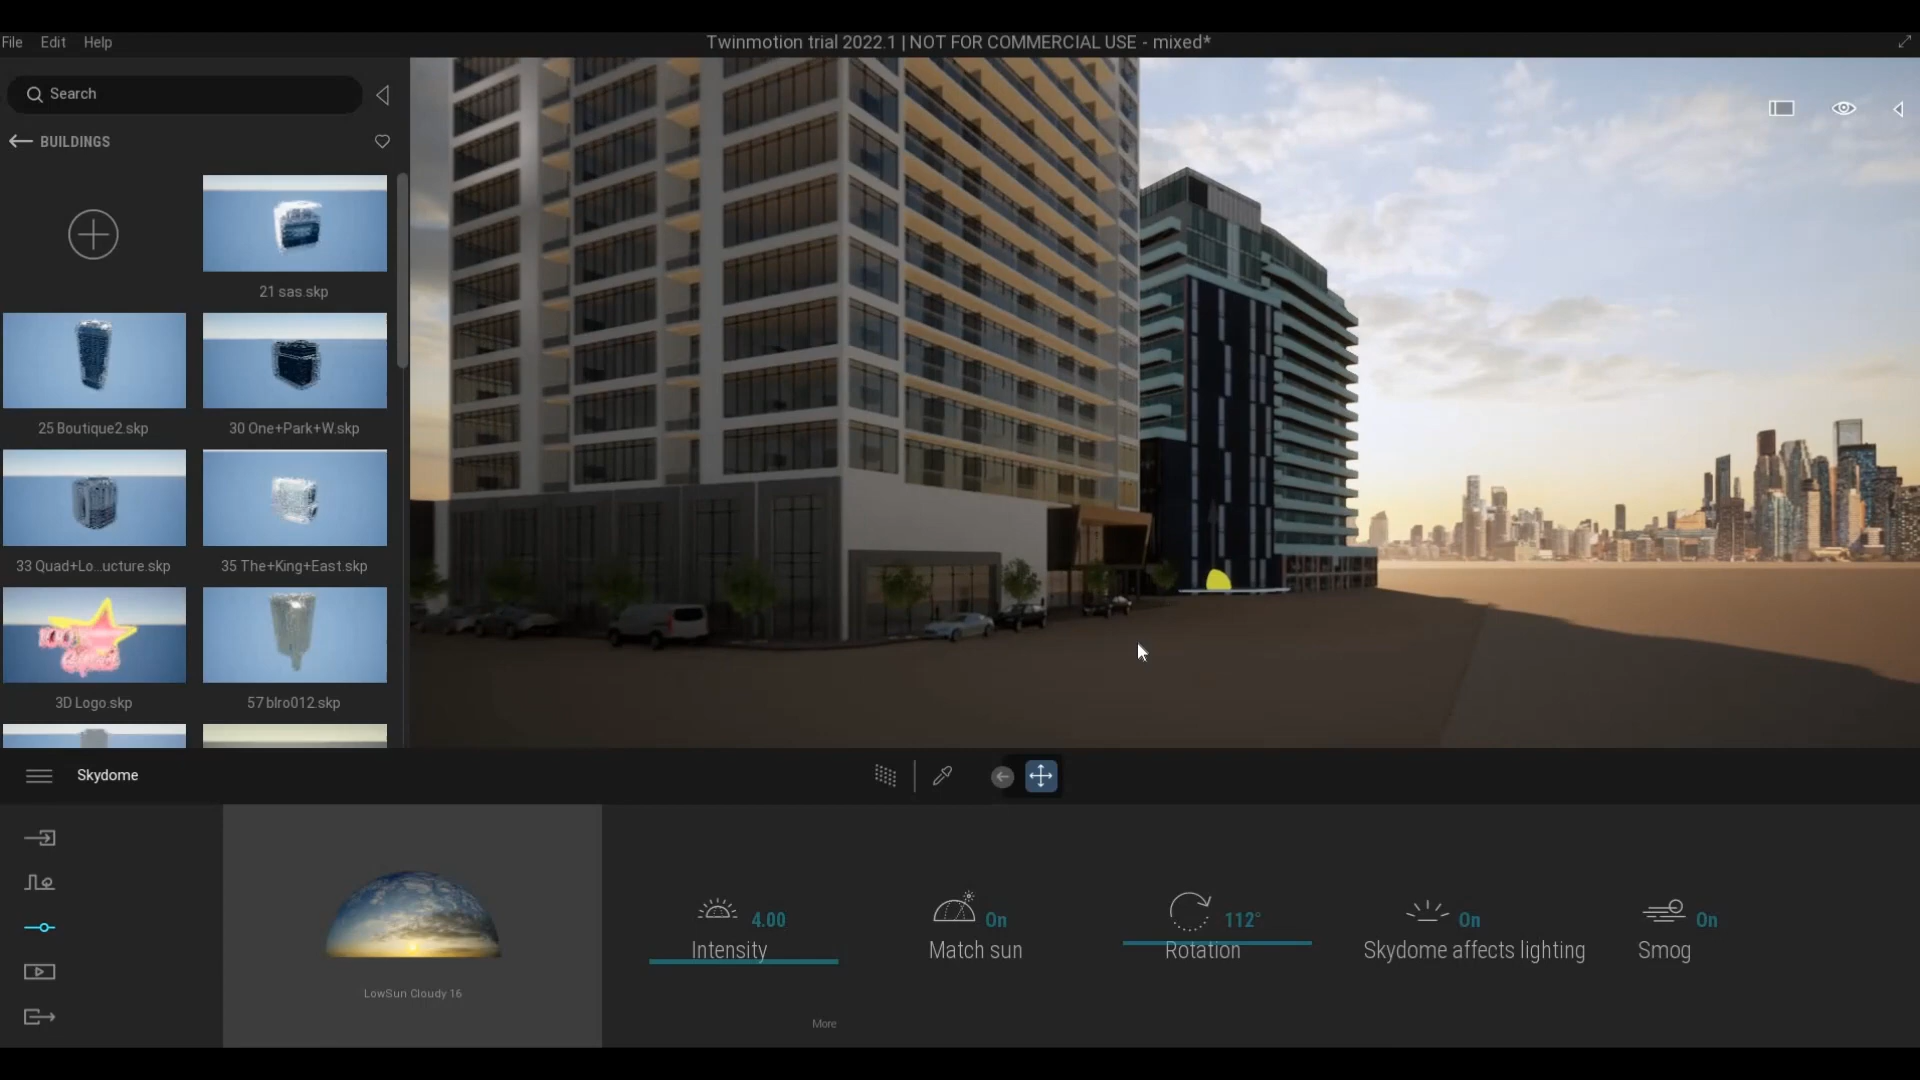 File Edit Help
Twinmotion trial 2022.1 | NOT FOR COMMERCIAL USE - mixed*
Search
BUILDINGS
21 sas.skp
25 Boutique2.skp
30 One+Park+W.skp
33 Quad+Lo...ucture.skp
35 The+King+East.skp
3D Logo.skp
57 blro012.skp
Skydome
LowSun Cloudy 16
4.00
Intensity
On
Match sun
112°
Rotation
On
Skydome affects lighting
On
Smog
More